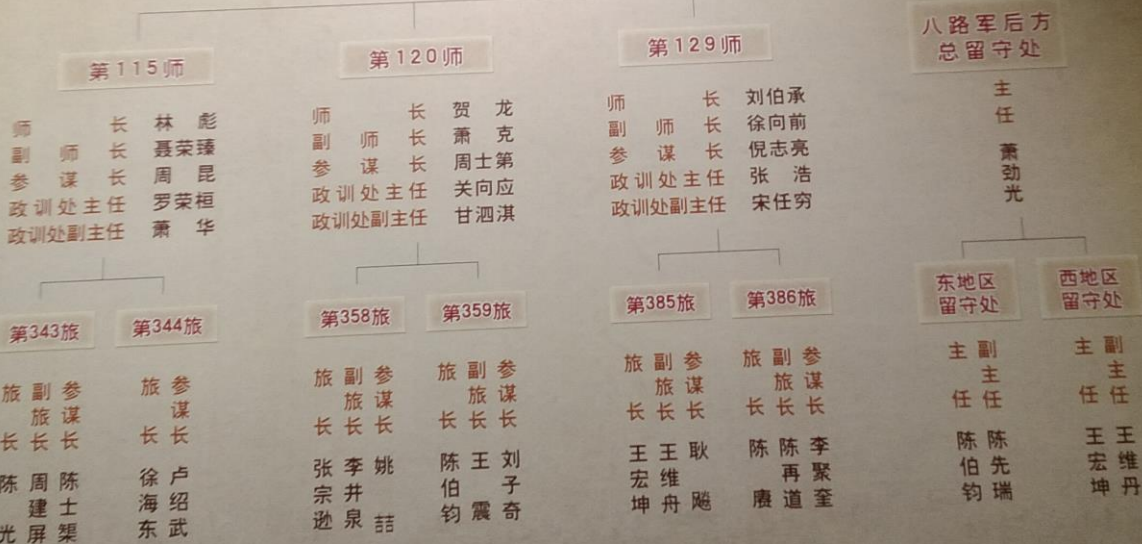 第115师
师长 林彪
副师长 聂荣臻
参谋长 周昆
政训处主任 罗荣桓
政训处副主任 萧华
第120师
师长 贺龙
副师长 萧克
参谋长 周士第
政训处主任 关向应
政训处副主任 甘泗淇
第129师
师长 刘伯承
副师长 徐向前
参谋长 倪志亮
政训处主任 张浩
政训处副主任 宋任穷
八路军后方
总留守处
主任 萧劲光
第343旅
旅长 陈光
副旅长 周建屏
参谋长 陈士榘
第344旅
旅长 徐海东
参谋长 卢绍武
第358旅
旅长 张宗逊
副旅长 李井泉
参谋长 姚喆
第359旅
旅长 陈伯钧
副旅长 王震
参谋长 刘子奇
第385旅
旅长 王宏坤
副旅长 王维舟
参谋长 耿飚
第386旅
旅长 陈赓
副旅长 陈再道
参谋长 李聚奎
东地区
留守处
主任 陈伯钧
副主任 陈先瑞
西地区
留守处
主任 王宏坤
副主任 王维舟